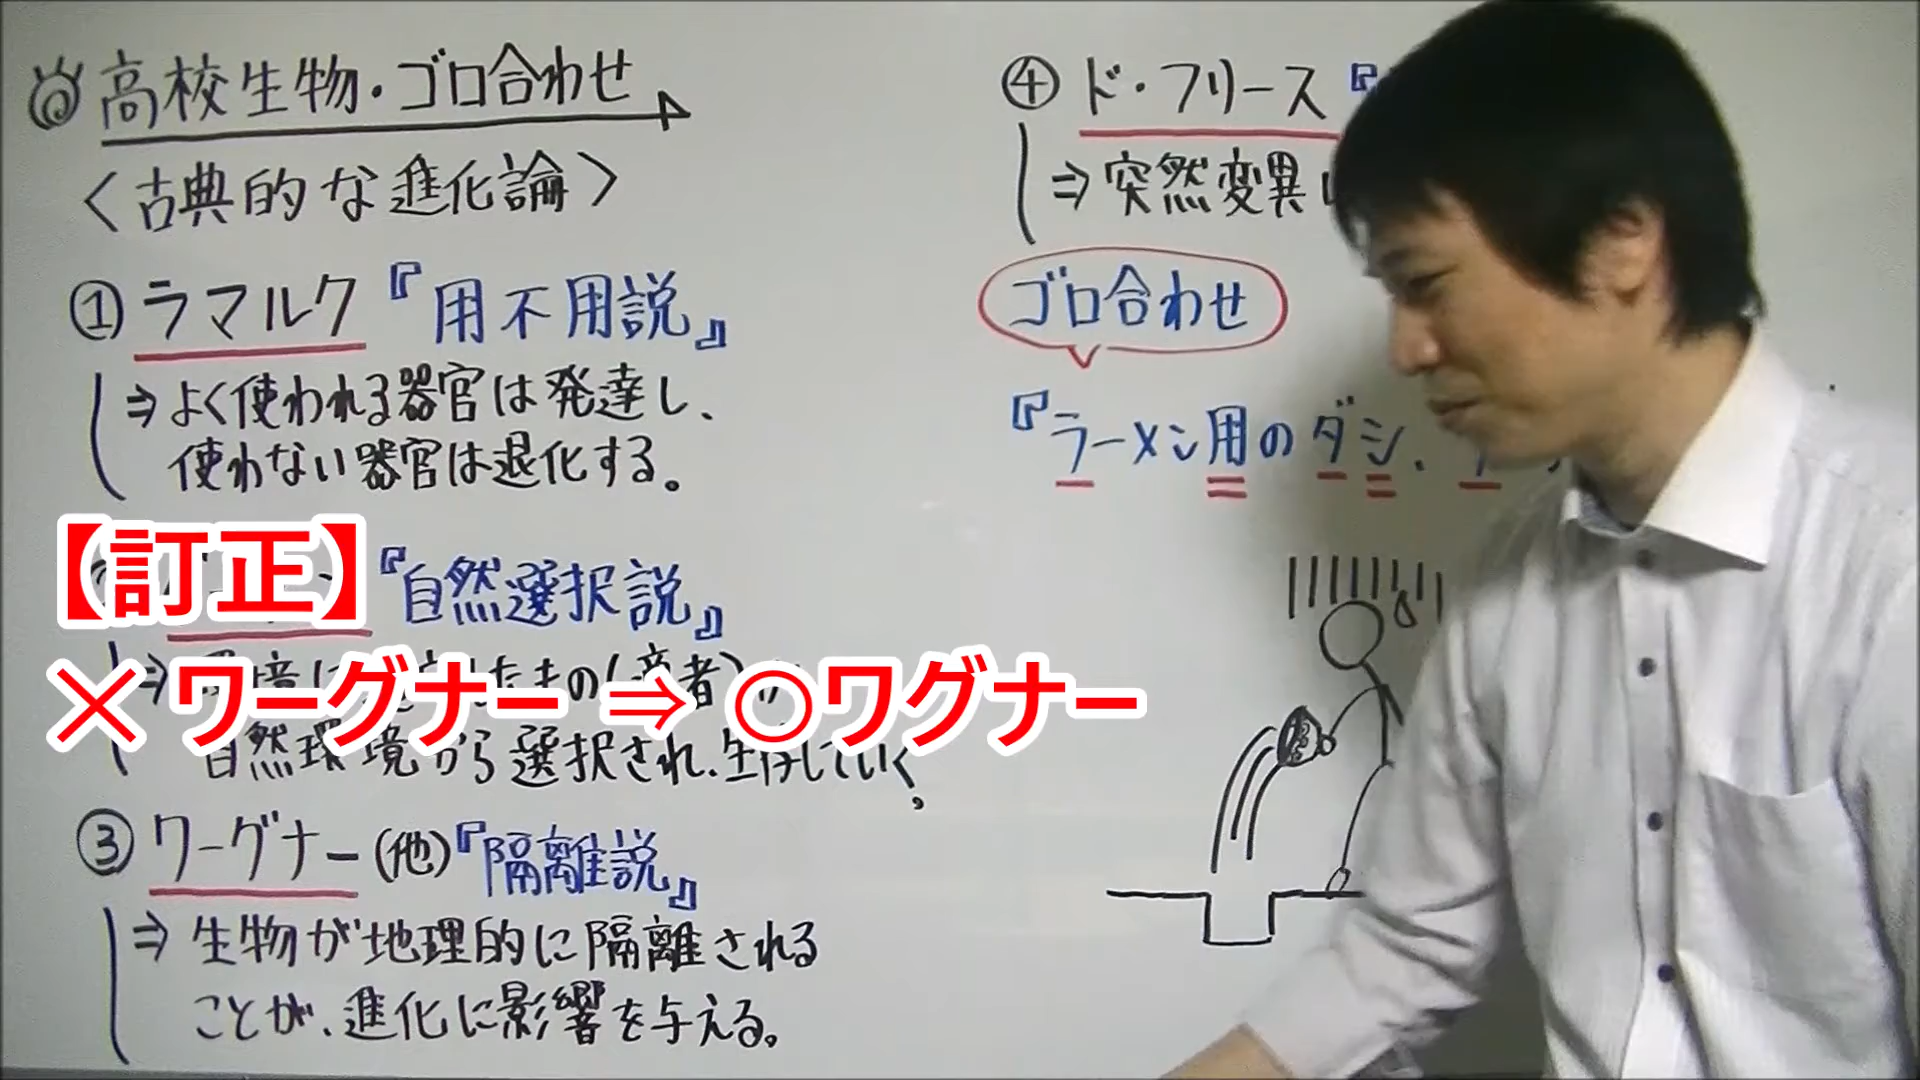 高校生物・ゴロ合わせ
〈古典的な進化論〉
① ラマルク『用不用説』
⇒よく使われる器官は発達し、
使わない器官は退化する。
【訂正】
『自然選択説』
× ワーグナー ⇒ ○ワグナー
自然環境から選択され、生存していく
③ ワーグナー(他)『隔離説』
⇒ 生物が地理的に隔離される
ことが、進化に影響を与える。
④ ド・フリース『
⇒ 突然変異
ゴロ合わせ
『ラーメン用のダシ、